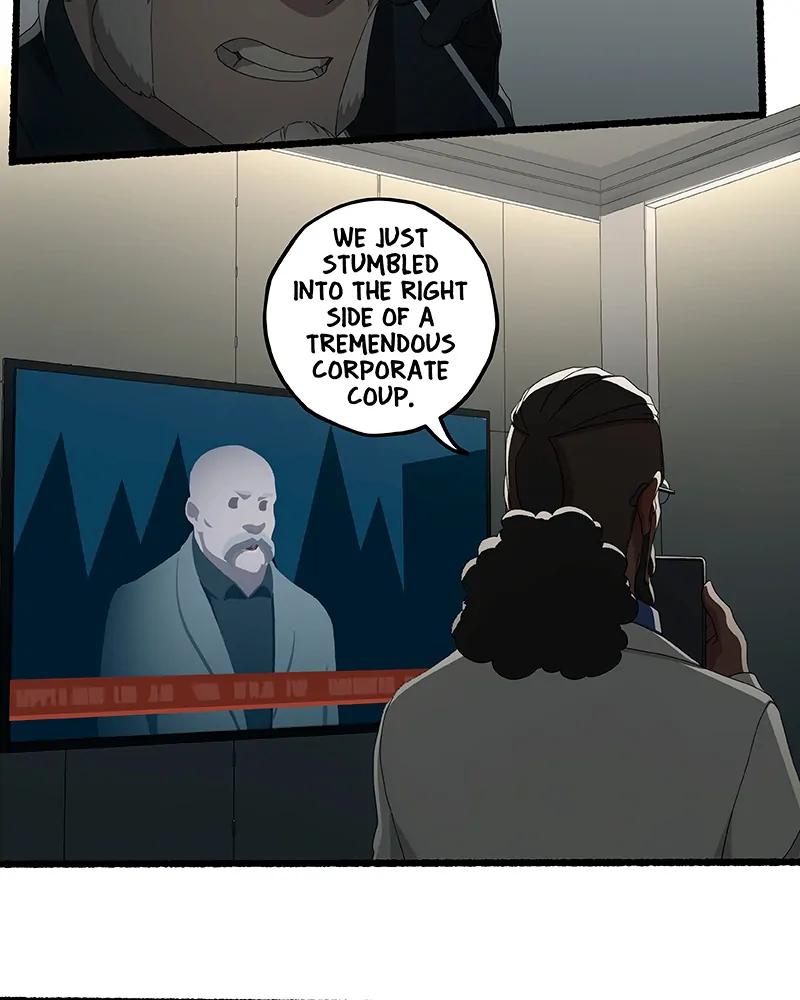 WE JUST
STUMBLED
INTO THE RIGHT
SIDE OF A
TREMENDOUS
CORPORATE
COUP.